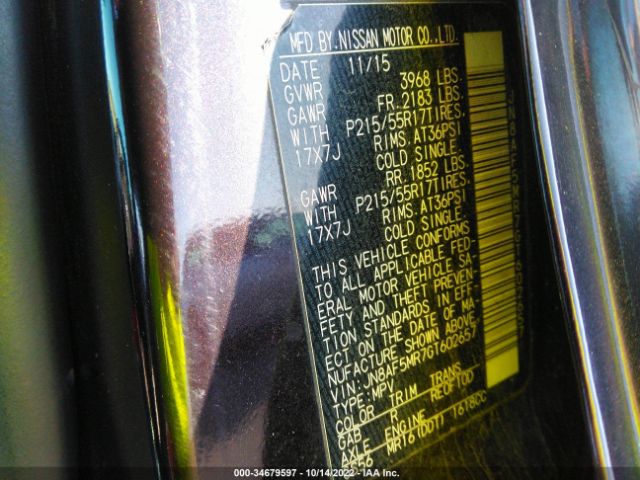 MFD BY.NISSAN MOTOR CO.,LTD.
DATE 11/15
GVWR 3968 LBS.
GAWR FR.2183 LBS.
WITH P215/55R17TIRES.
17X7J RIMS.AT36PSI
COLD SINGLE.
GAWR RR.1852 LBS.
WITH P215/55R17TIRES.
17X7J RIMS.AT36PSI
COLD SINGLE.
THIS VEHICLE CONFORMS
TO ALL APPLICABLE FED-
ERAL MOTOR VEHICLE SA-
FETY AND THEFT PREVEN-
TION STANDARDS IN EFF-
ECT ON THE DATE OF MA-
NUFACTURE SHOWN ABOVE.
VIN:JN8AF5MR7GT602657
TYPE:MPV
COLOR TRIM TRANS
R
GAB ENGINE
AXLE 1618CC
000-34679597 - 10/14/2022 - IAA Inc.